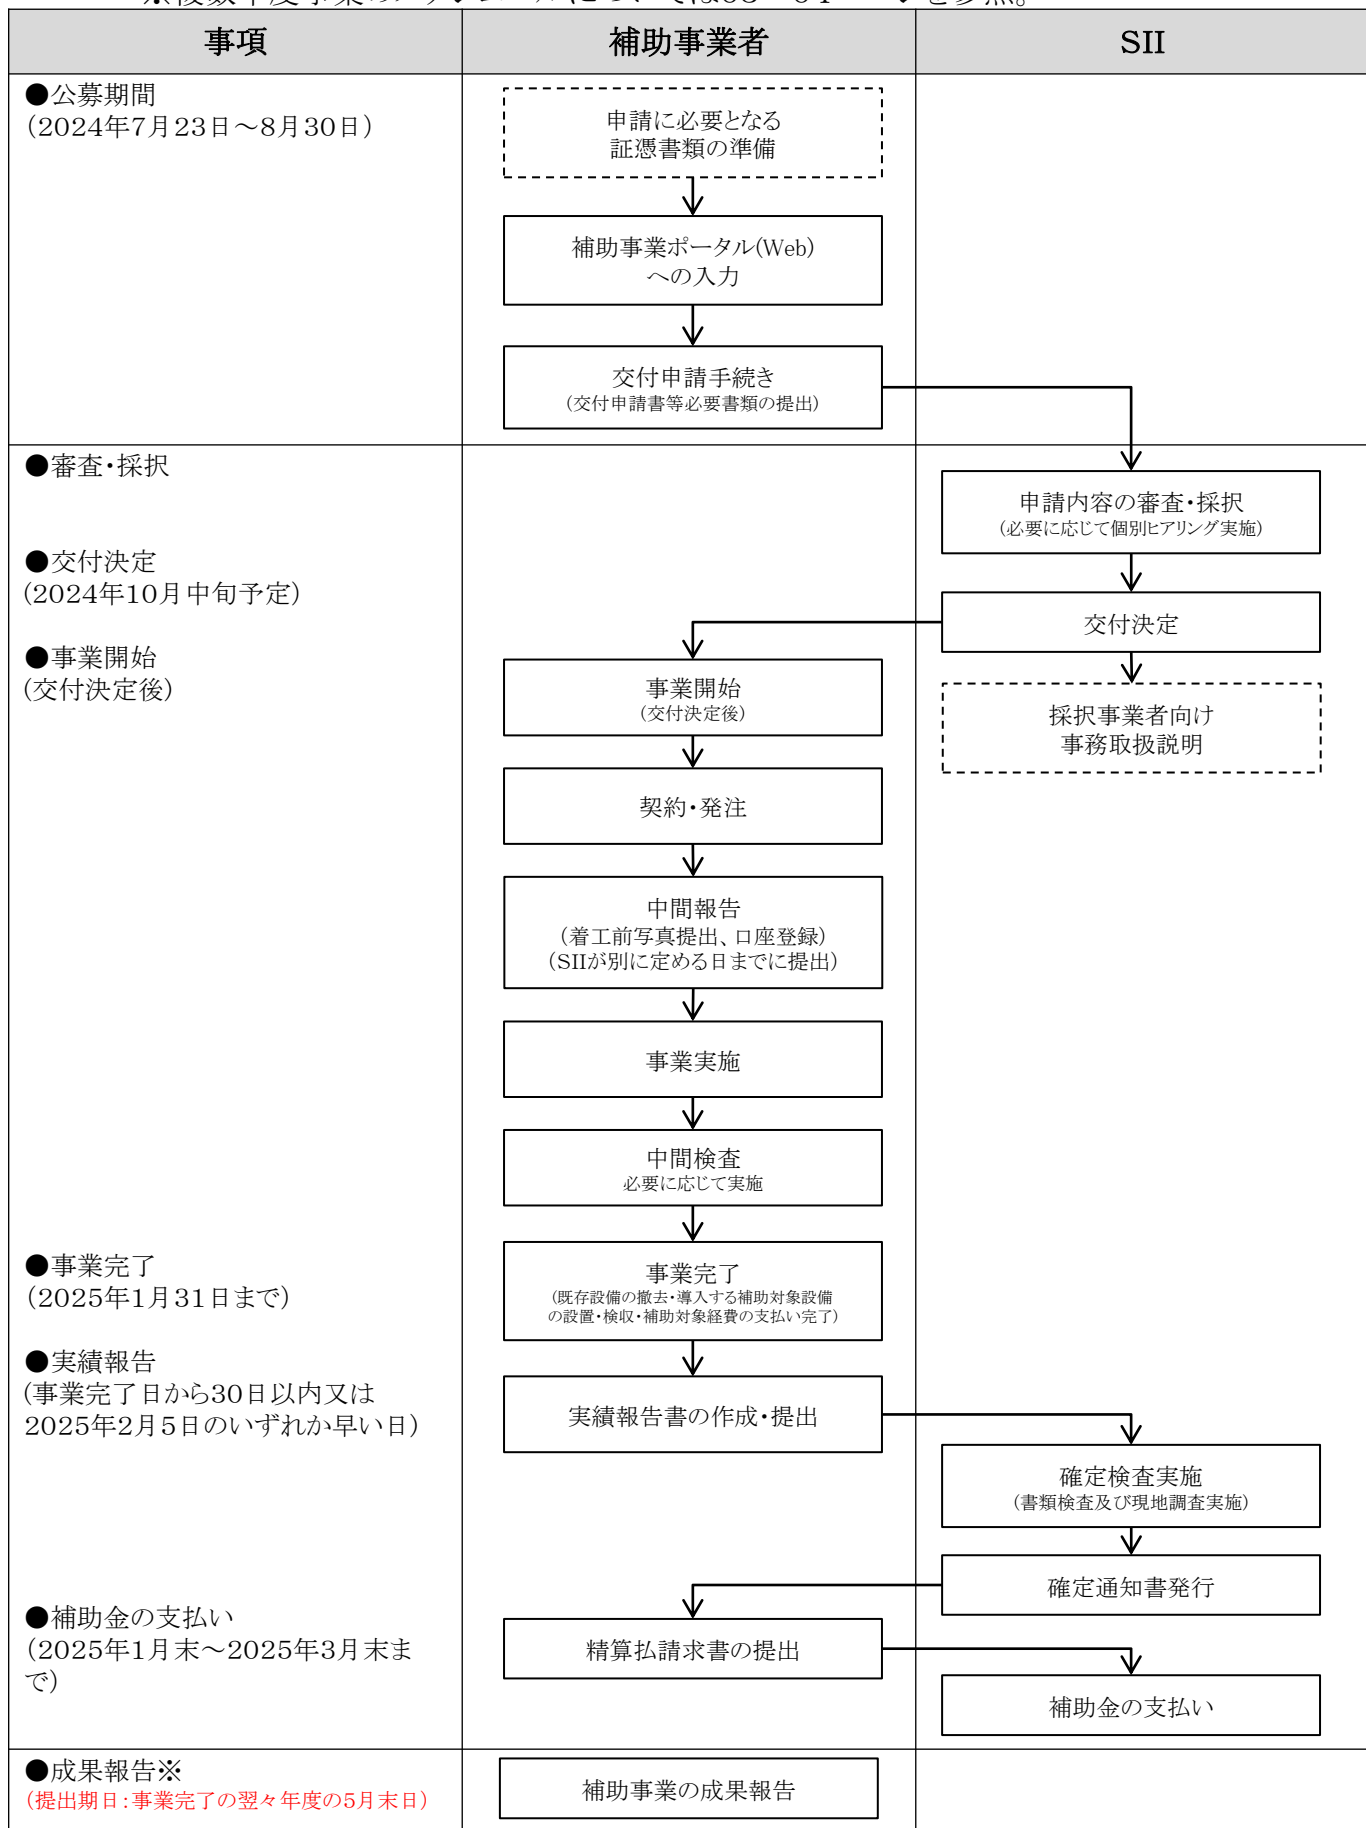 事項
補助事業者
SII
●公募期間
（2024年7月23日～8月30日）
申請に必要となる
証憑書類の準備
補助事業ポータル(Web)
への入力
交付申請手続き
（交付申請書等必要書類の提出）
●審査・採択
申請内容の審査・採択
（必要に応じて個別ヒアリング実施）
●交付決定
（2024年10月中旬予定）
交付決定
●事業開始
（交付決定後）
事業開始
（交付決定後）
採択事業者向け
事務取扱説明
契約・発注
中間報告
（着工前写真提出、口座登録）
（SIIが別に定める日までに提出）
事業実施
中間検査
必要に応じて実施
●事業完了
（2025年1月31日まで）
事業完了
（既存設備の撤去・導入する補助対象設備
の設置・検収・補助対象経費の支払い完了）
●実績報告
（事業完了日から30日以内又は
2025年2月5日のいずれか早い日）
実績報告書の作成・提出
確定検査実施
（書類検査及び現地調査実施）
確定通知書発行
●補助金の支払い
（2025年1月末～2025年3月末ま
で）
精算払請求書の提出
補助金の支払い
●成果報告※
（提出期日：事業完了の翌々年度の5月末日）
補助事業の成果報告